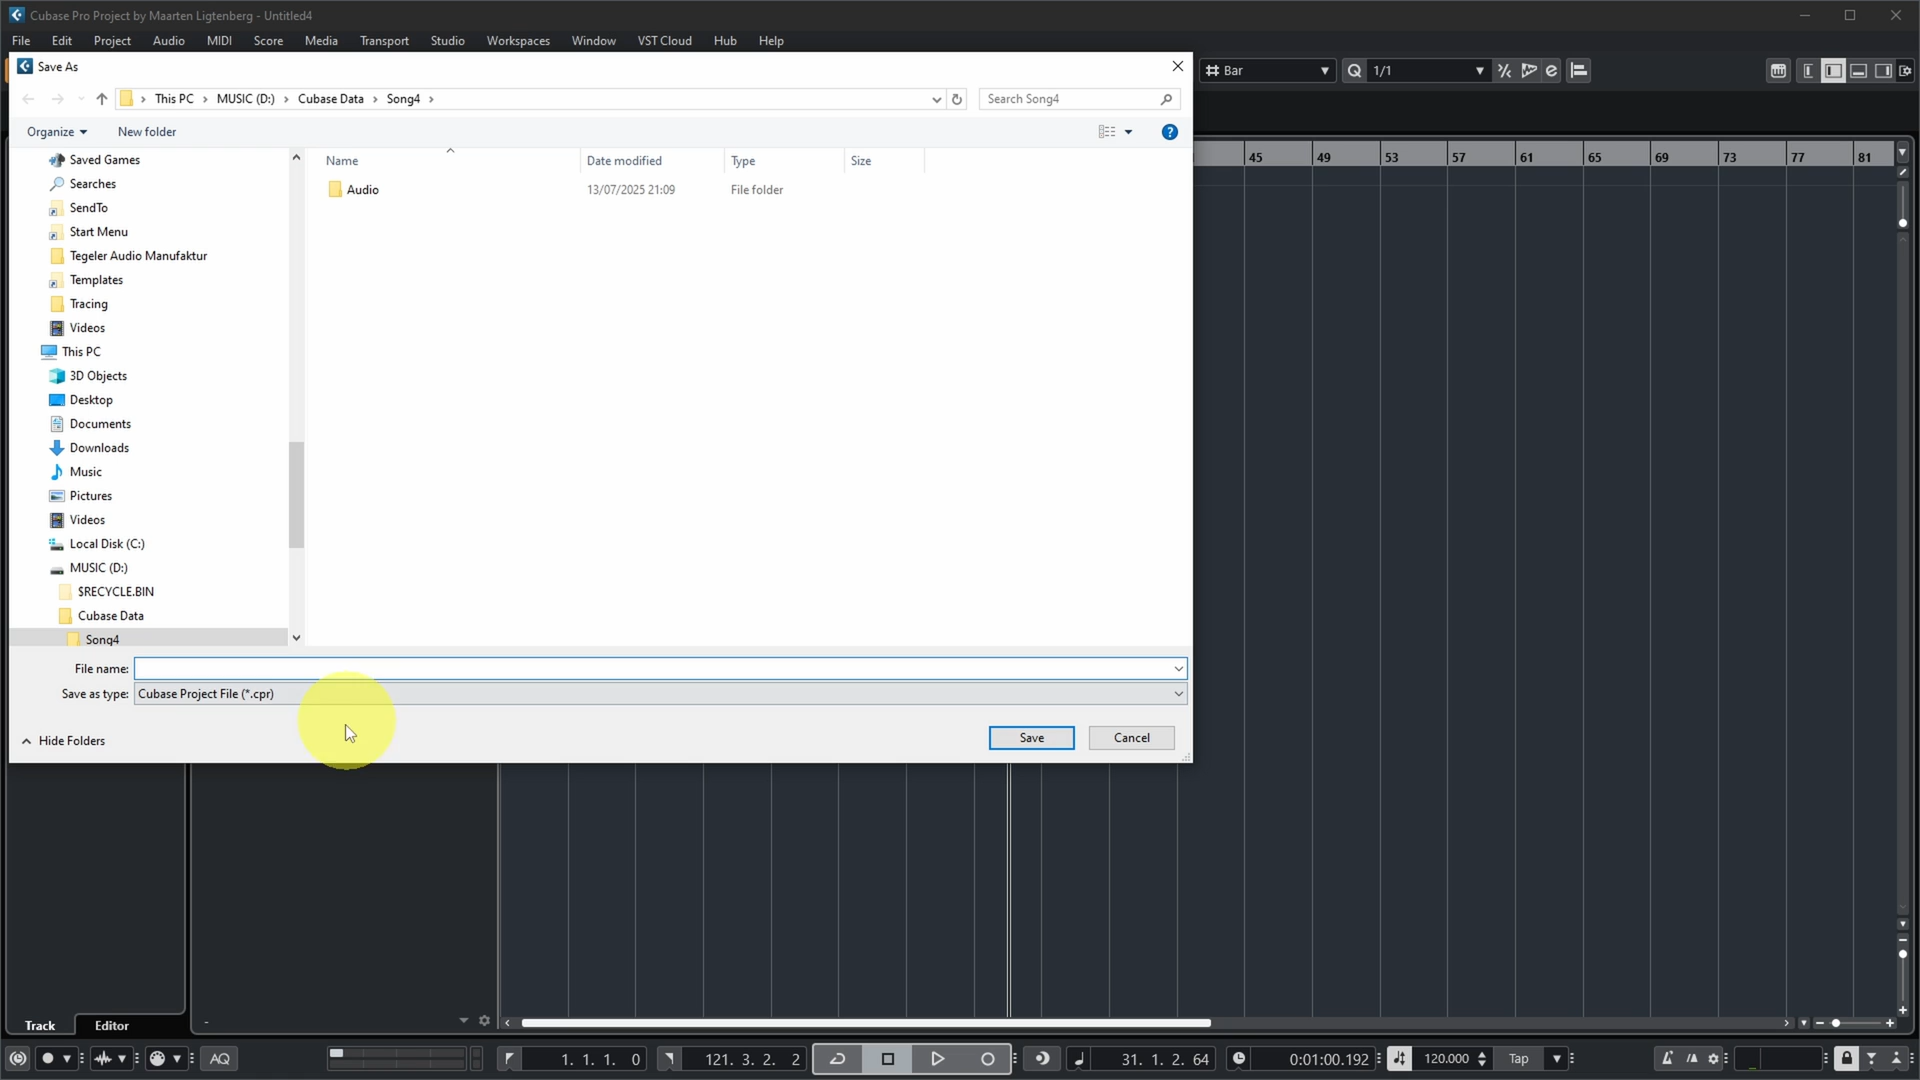 Cubase Pro Project by Maarten Ligtenberg - Untitled4
File Edit Project Audio MIDI Score Media Transport Studio Workspaces Window VST Cloud Hub Help
Save As
This PC > MUSIC (D:) > Cubase Data > Song4 >
Search Song4
Bar
1/1
Organize
New folder
Name
Date modified
Type
Size
Audio
13/07/2025 21:09
File folder
Saved Games
Searches
SendTo
Start Menu
Tegeler Audio Manufaktur
Templates
Tracing
Videos
This PC
3D Objects
Desktop
Documents
Downloads
Music
Pictures
Videos
Local Disk (C:)
MUSIC (D:)
$RECYCLE.BIN
Cubase Data
Song4
45 49 53 57 61 65 69 73 77 81
File name:
Save as type: Cubase Project File (*.cpr)
Hide Folders
Save
Cancel
Track
Editor
AQ
1. 1. 1. 0
121. 3. 2. 2
31. 1. 2. 64
0:01:00.192
120.000
Tap